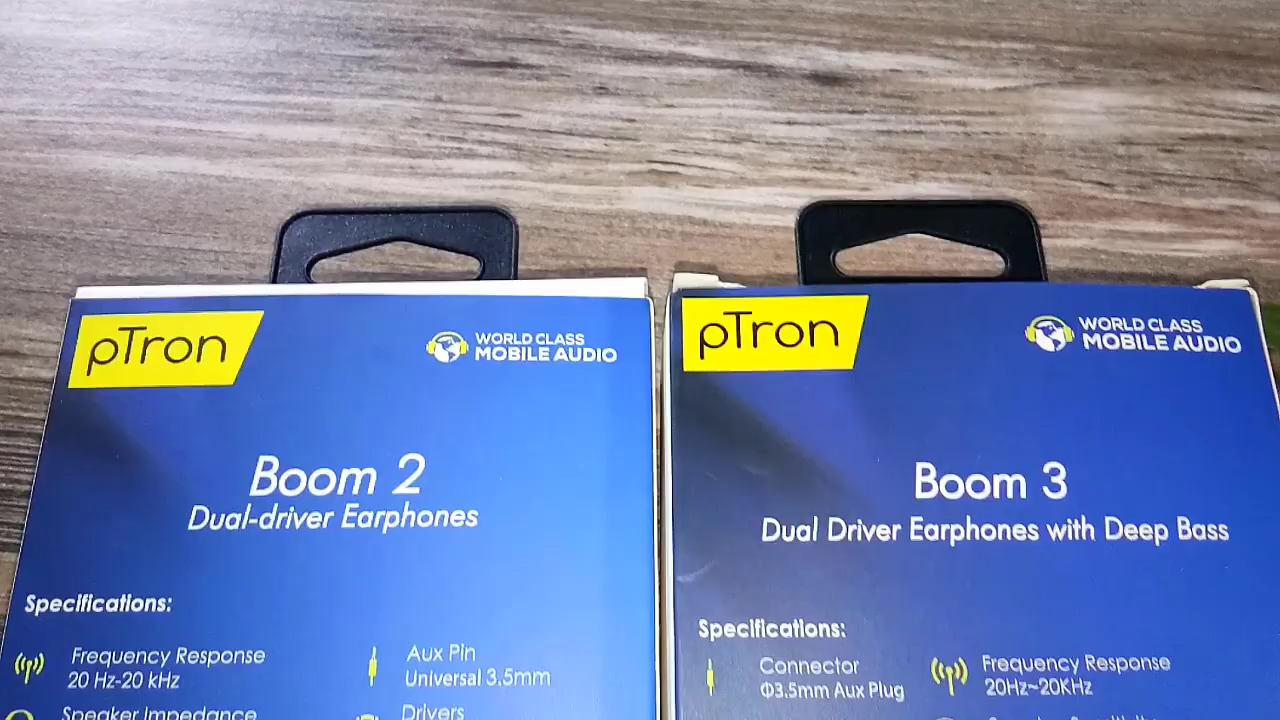 pTron
WORLD CLASS
MOBILE AUDIO
Boom 2
Dual-driver Earphones
Specifications:
Frequency Response
20 Hz-20 kHz
Aux Pin
Universal 3.5mm
Speaker Impedance
Drivers
pTron
WORLD CLASS
MOBILE AUDIO
Boom 3
Dual Driver Earphones with Deep Bass
Specifications:
Connector
Φ3.5mm Aux Plug
Frequency Response
20Hz~20KHz